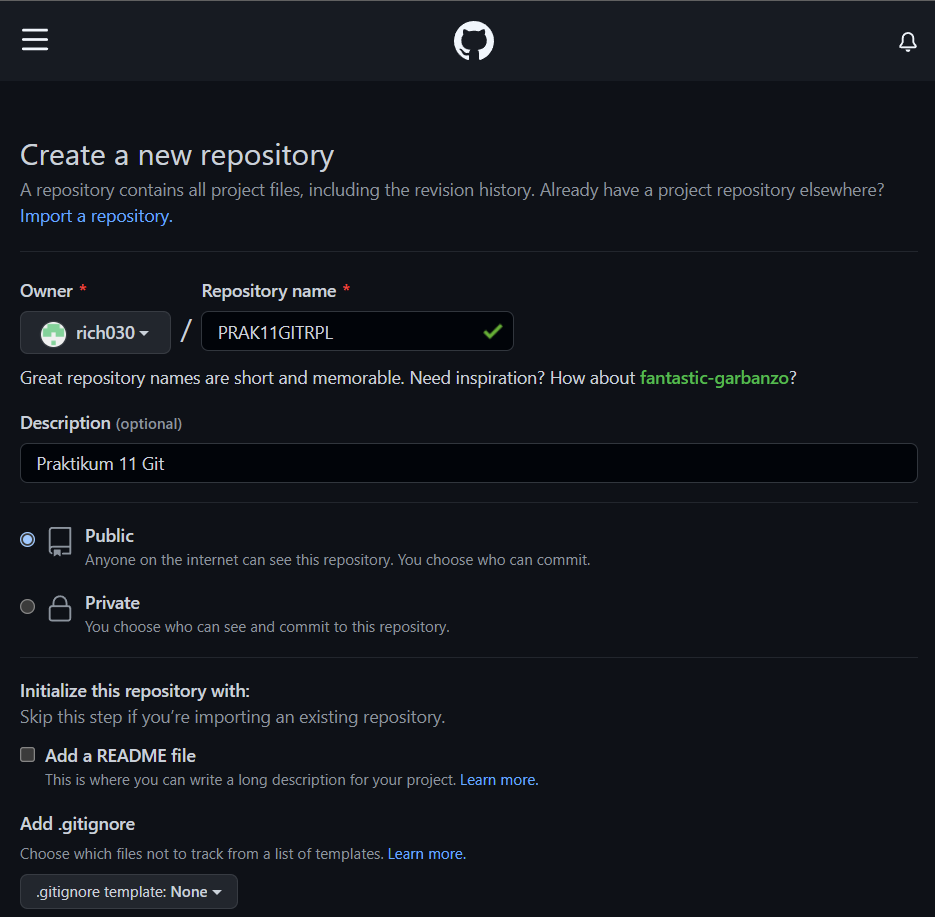 Create a new repository
A repository contains all project files, including the revision history. Already have a project repository elsewhere?
Import a repository.
Owner * Repository name *
rich030 / PRAK11GITRPL
Great repository names are short and memorable. Need inspiration? How about fantastic-garbanzo?
Description (optional)
Praktikum 11 Git
Public
Anyone on the internet can see this repository. You choose who can commit.
Private
You choose who can see and commit to this repository.
Initialize this repository with:
Skip this step if you’re importing an existing repository.
Add a README file
This is where you can write a long description for your project. Learn more.
Add .gitignore
Choose which files not to track from a list of templates. Learn more.
.gitignore template: None